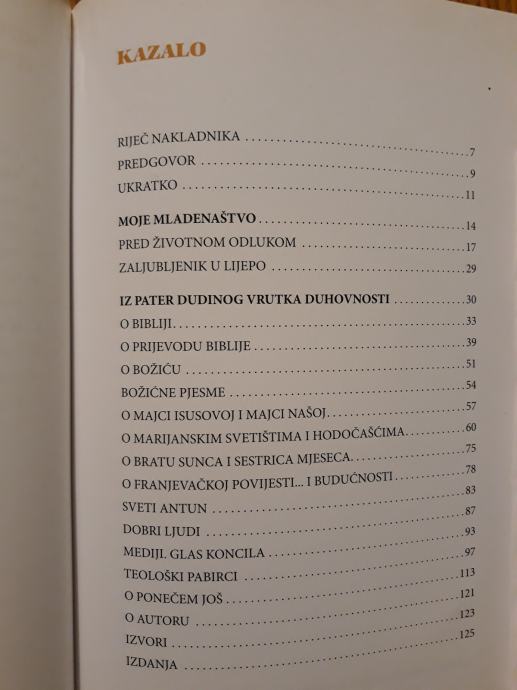 KAZALO
RIJEČ NAKLADNIKA ........................................ 7
PREDGOVOR ........................................ 9
UKRATKO ........................................ 11
MOJE MLADENAŠTVO ........................................ 14
PRED ŽIVOTNOM ODLUKOM ........................................ 17
ZALJUBLJENIK U LIJEPO ........................................ 29
IZ PATER DUDINOG VRUTKA DUHOVNOSTI ............... 30
O BIBLIJI ........................................ 33
O PRIJEVODU BIBLIJE ........................................ 39
O BOŽIĆU ........................................ 51
BOŽIĆNE PJESME ........................................ 54
O MAJCI ISUSOVOJ I MAJCI NAŠOJ ......................... 57
O MARIJANSKIM SVETIŠTIMA I HODOČAŠĆIMA ............ 60
O BRATU SUNCA I SESTRICA MJESECA ..................... 75
O FRANJEVAČKOJ POVIJESTI... I BUDUĆNOSTI ............. 78
SVETI ANTUN ........................................ 83
DOBRI LJUDI ........................................ 87
MEDIJI. GLAS KONCILA ........................................ 93
TEOLOŠKI PABIRCI ........................................ 97
O PONEČEM JOŠ ........................................ 113
O AUTORU ........................................ 121
IZVORI ........................................ 123
IZDANJA ........................................ 125